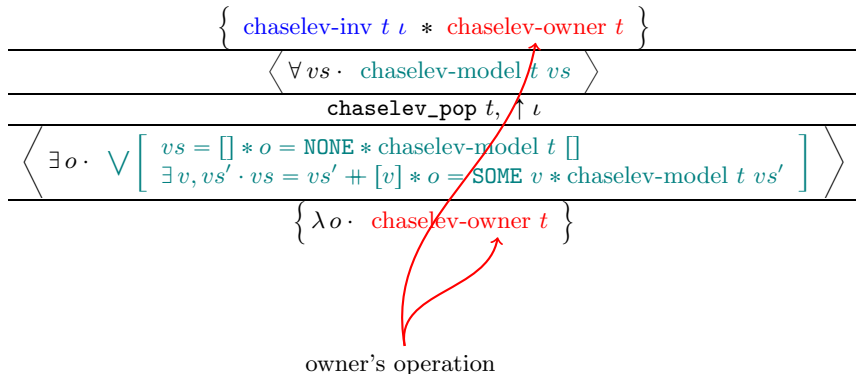 { chaselev-inv t ι ∗ chaselev-owner t }
⟨ ∀ vs · chaselev-model t vs ⟩
chaselev_pop t, ↑ ι
⟨ ∃ o · ⋁ [ vs = [] ∗ o = NONE ∗ chaselev-model t []
∃ v, vs′ · vs = vs′ ++ [v] ∗ o = SOME v ∗ chaselev-model t vs′ ] ⟩
{ λ o · chaselev-owner t }
owner's operation